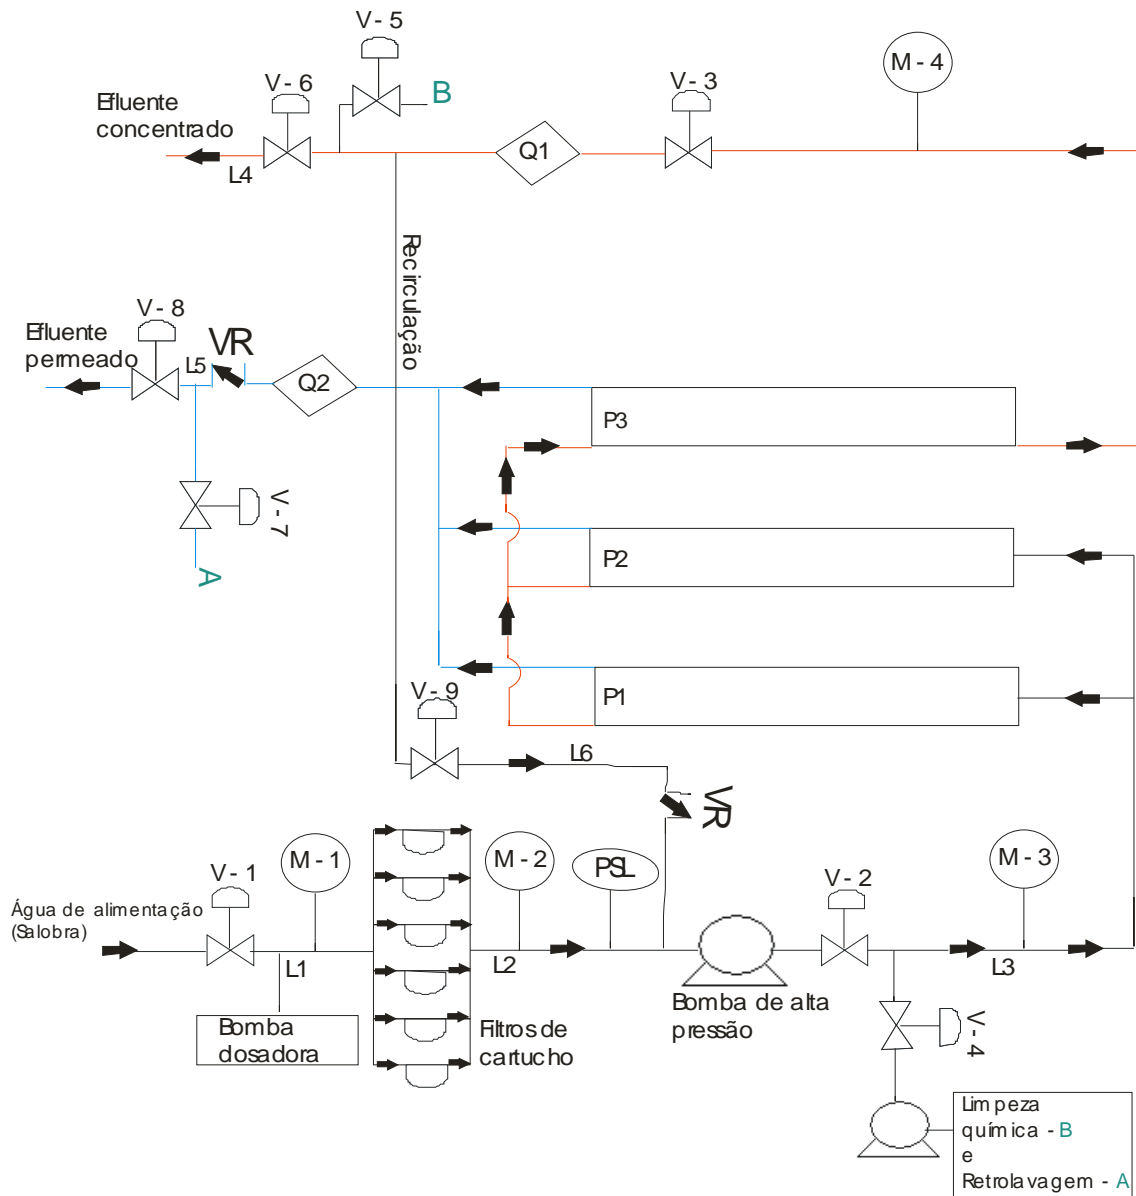 V - 5
V - 6
B
V - 3
M - 4
Efluente
concentrado
Q1
L4
Recirculação
V - 8
Efluente
permeado
VR
L5
Q2
P3
V - 7
A
P2
V - 9
P1
L6
VR
M - 1
M - 2
PSL
V - 2
M - 3
V - 1
Água de alimentação
(Salobra)
L1
L2
L3
Bomba
dosadora
Filtros de
cartucho
Bomba de alta
pressão
V - 4
Limpeza
química - B
e
Retrolavagem - A